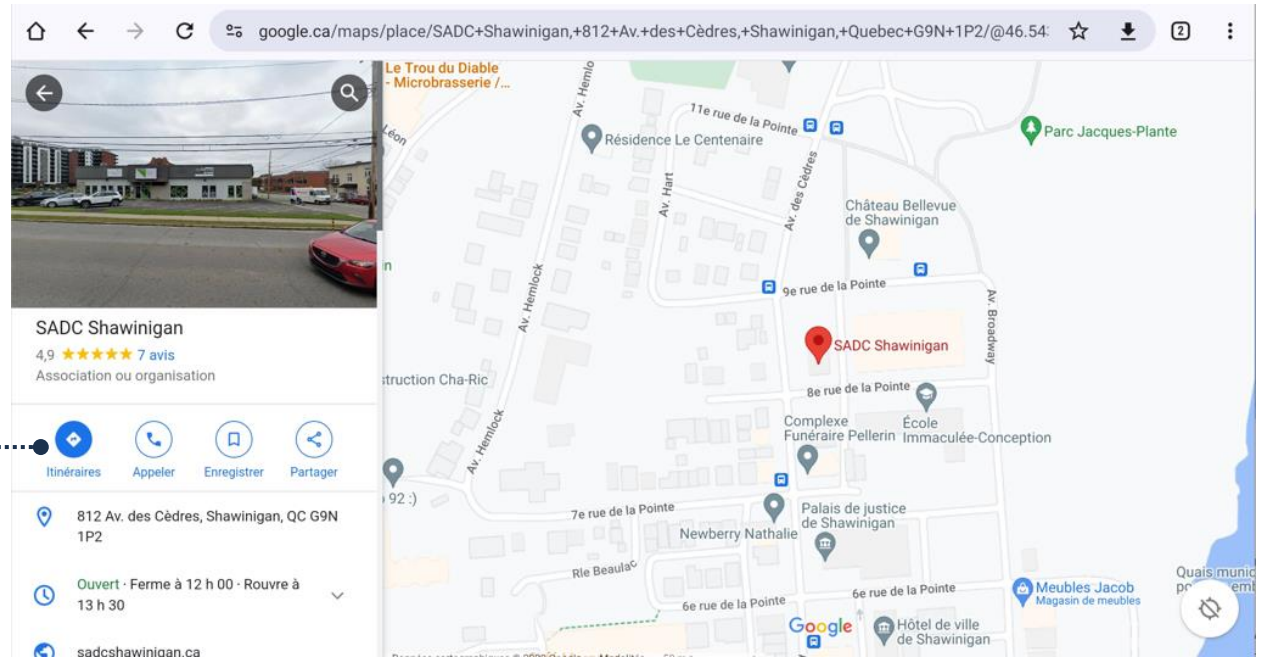 google.ca/maps/place/SADC+Shawinigan,+812+Av.+des+Cèdres,+Shawinigan,+Quebec+G9N+1P2/@46.54
2
SADC Shawinigan
4,9 ★★★★★ 7 avis
Association ou organisation
Itinéraires
Appeler
Enregistrer
Partager
812 Av. des Cèdres, Shawinigan, QC G9N
1P2
Ouvert · Ferme à 12 h 00 · Rouvre à
13 h 30
sadcshawinigan.ca
Le Trou du Diable
- Microbrasserie /...
Av. Hemlo
11e rue de la Pointe
Parc Jacques-Plante
Léon
Résidence Le Centenaire
Av. Hart
Av. des Cèdres
Château Bellevue
de Shawinigan
n
9e rue de la Pointe
Av. Hemlock
Av. Broadway
SADC Shawinigan
struction Cha-Ric
8e rue de la Pointe
Av. Hemlock
Complexe
Funéraire Pellerin
École
Immaculée-Conception
92 :)
7e rue de la Pointe
Newberry Nathalie
Palais de justice
de Shawinigan
Rle Beaulac
6e rue de la Pointe
6e rue de la Pointe
Meubles Jacob
Magasin de meubles
Quais munic
Google
Hôtel de ville
de Shawinigan